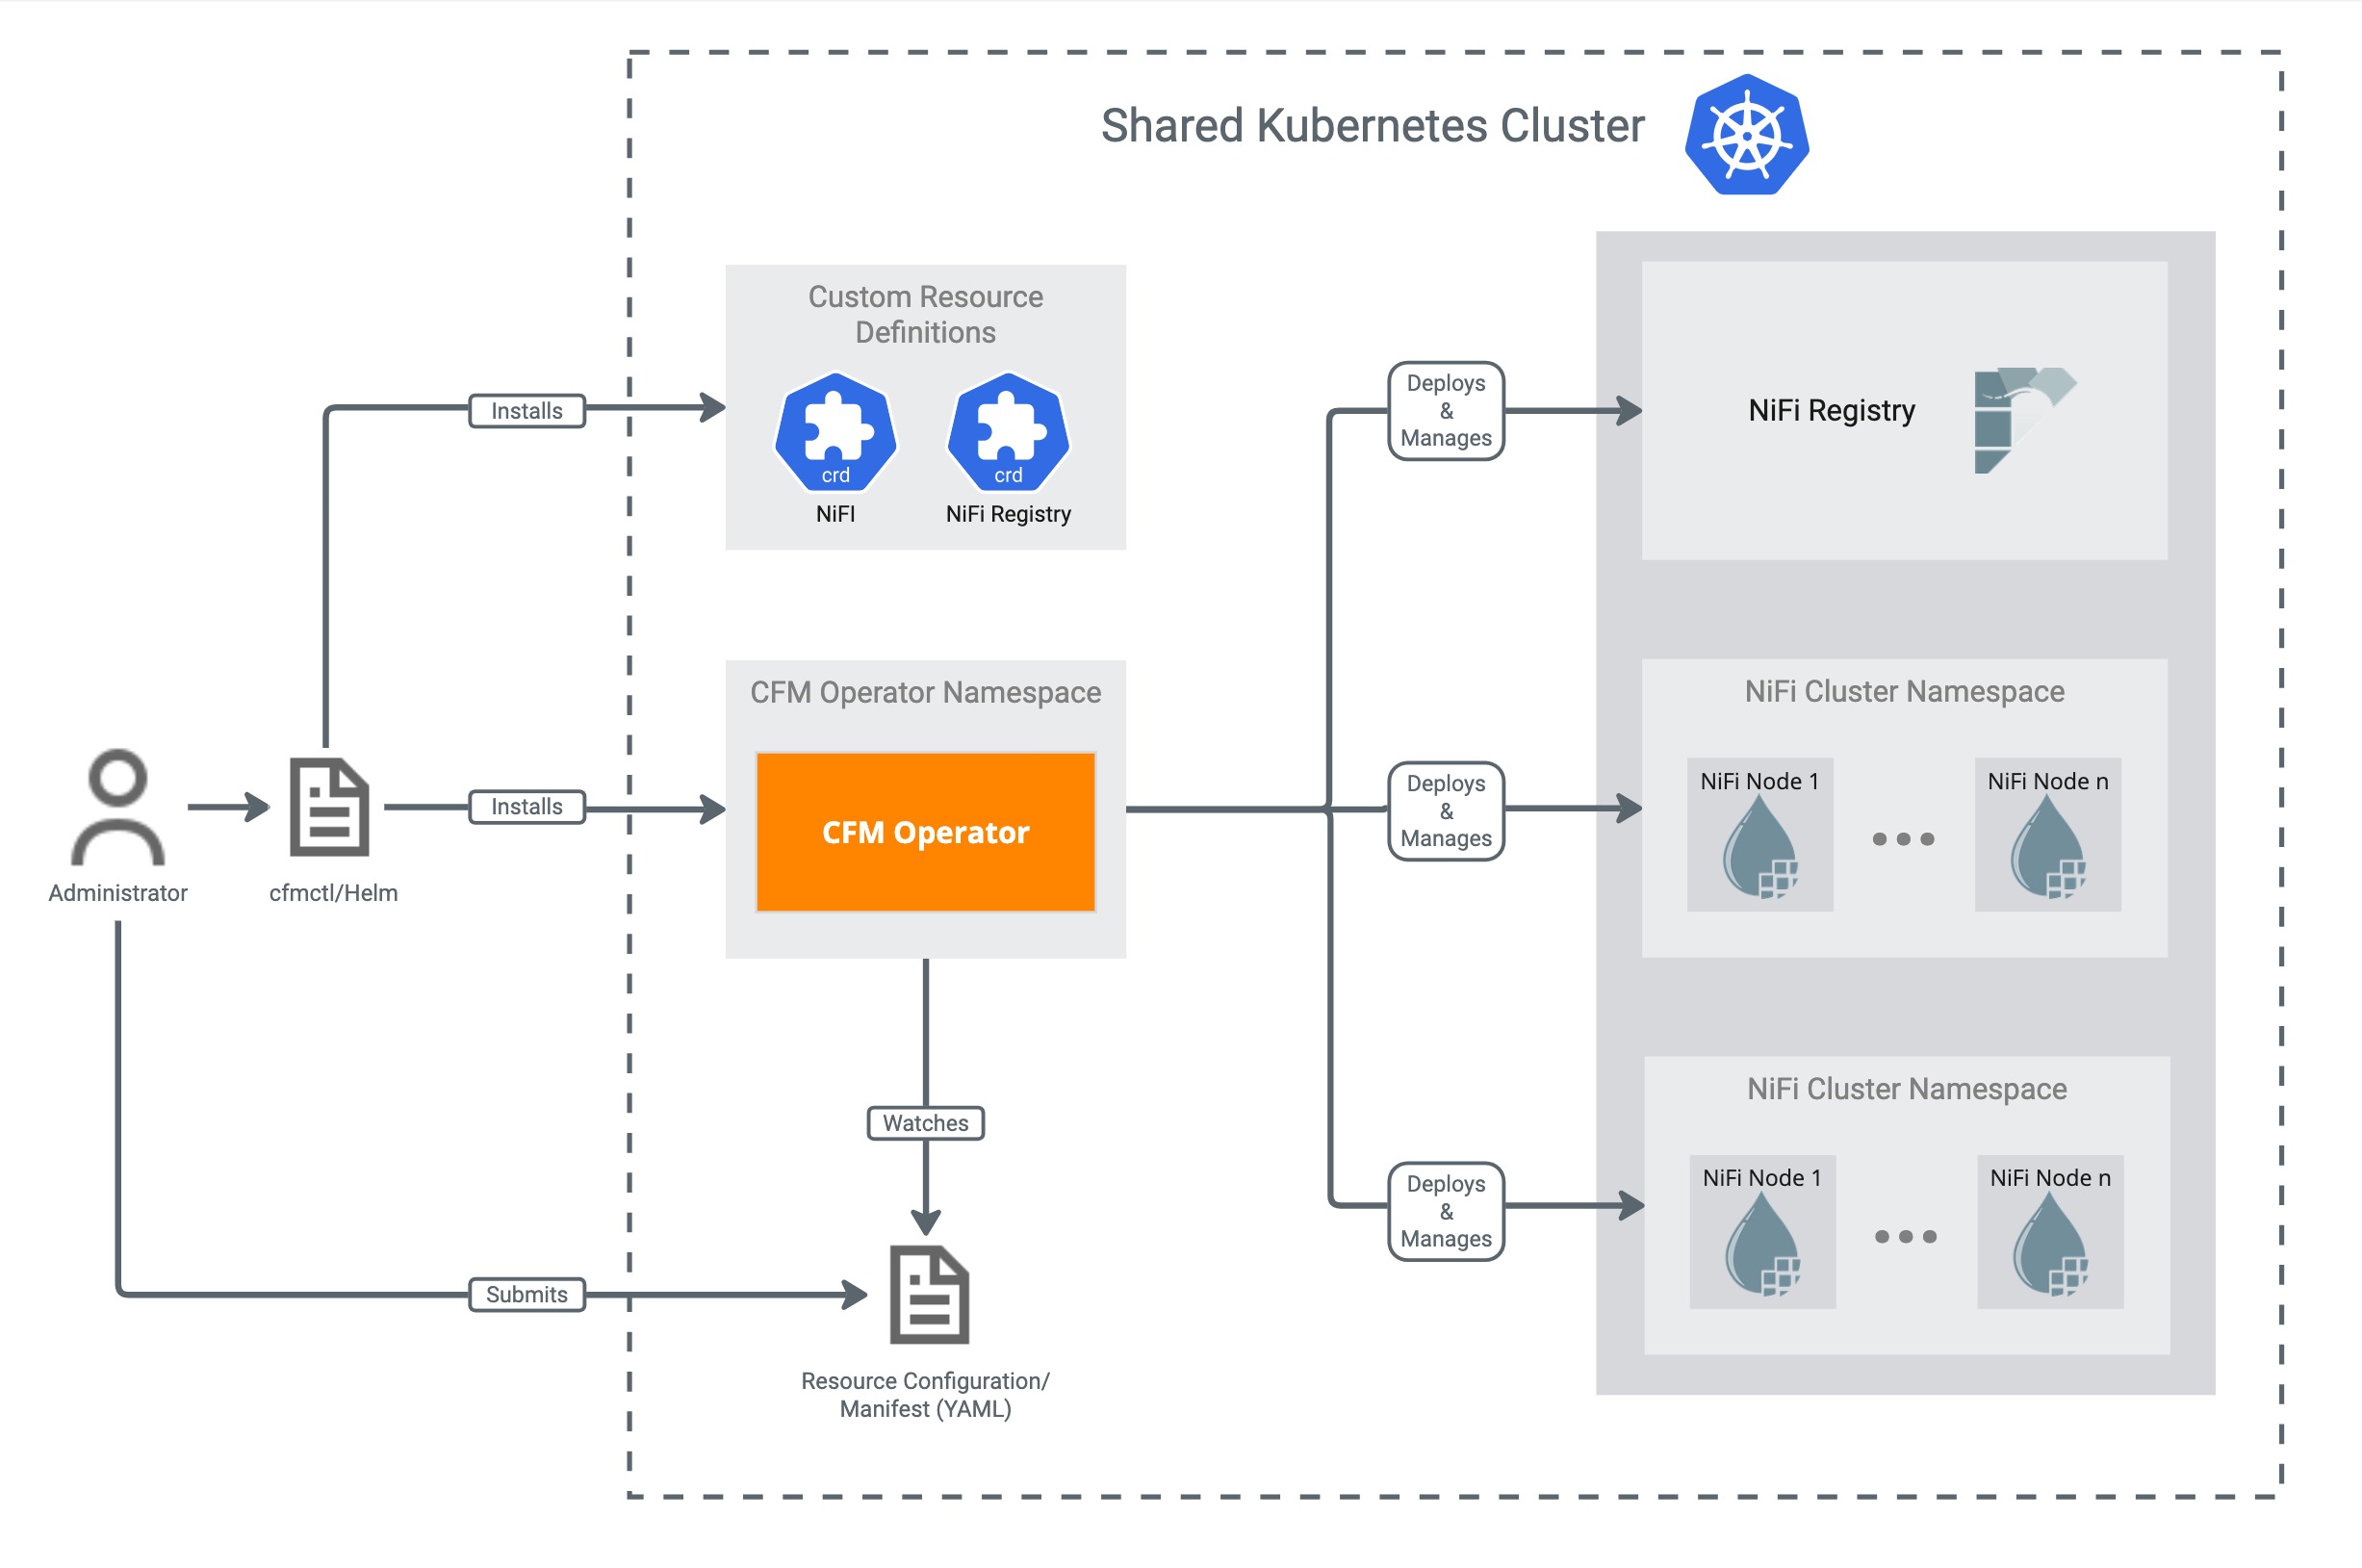 Shared Kubernetes Cluster
Custom Resource
Definitions
crd
crd
NiFI
NiFi Registry
Installs
Deploys
&
Manages
NiFi Registry
CFM Operator Namespace
CFM Operator
Administrator
cfmctl/Helm
Installs
Deploys
&
Manages
NiFi Cluster Namespace
NiFi Node 1
NiFi Node n
Watches
Submits
Resource Configuration/
Manifest (YAML)
Deploys
&
Manages
NiFi Cluster Namespace
NiFi Node 1
NiFi Node n